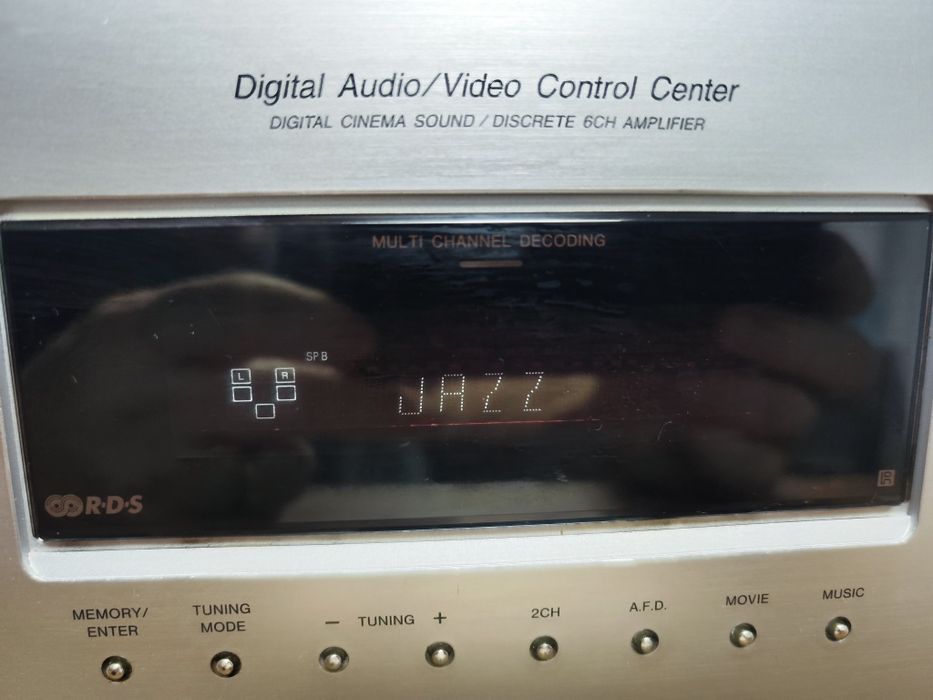 Digital Audio/Video Control Center
DIGITAL CINEMA SOUND / DISCRETE 6CH AMPLIFIER
MULTI CHANNEL DECODING
SP B
L R
JAZZ
R·D·S
MEMORY/
ENTER
TUNING
MODE
– TUNING +
2CH
A.F.D.
MOVIE
MUSIC